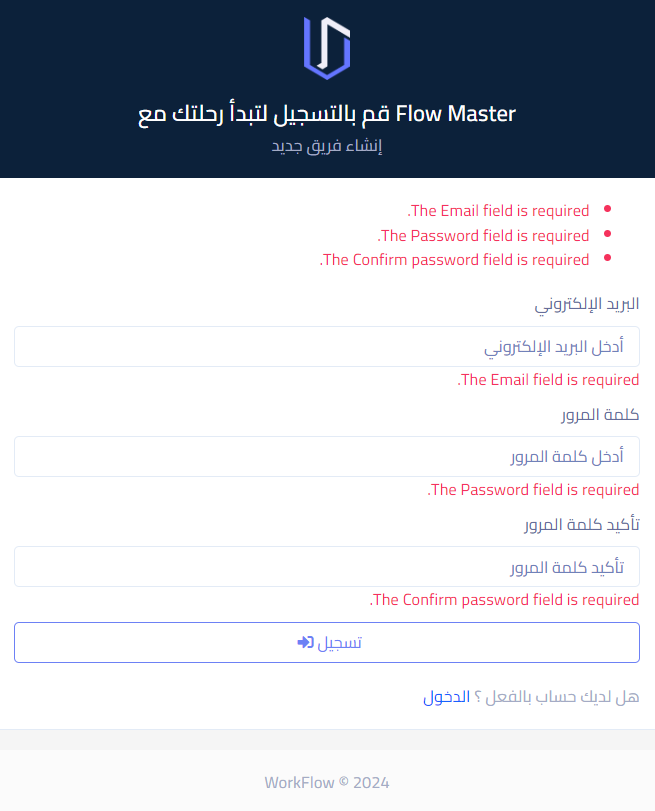 قم بالتسجيل لتبدأ رحلتك مع Flow Master
إنشاء فريق جديد
The Email field is required.
The Password field is required.
The Confirm password field is required.
البريد الإلكتروني
أدخل البريد الإلكتروني
The Email field is required.
كلمة المرور
أدخل كلمة المرور
The Password field is required.
تأكيد كلمة المرور
تأكيد كلمة المرور
The Confirm password field is required.
تسجيل
هل لديك حساب بالفعل ؟ الدخول
WorkFlow © 2024